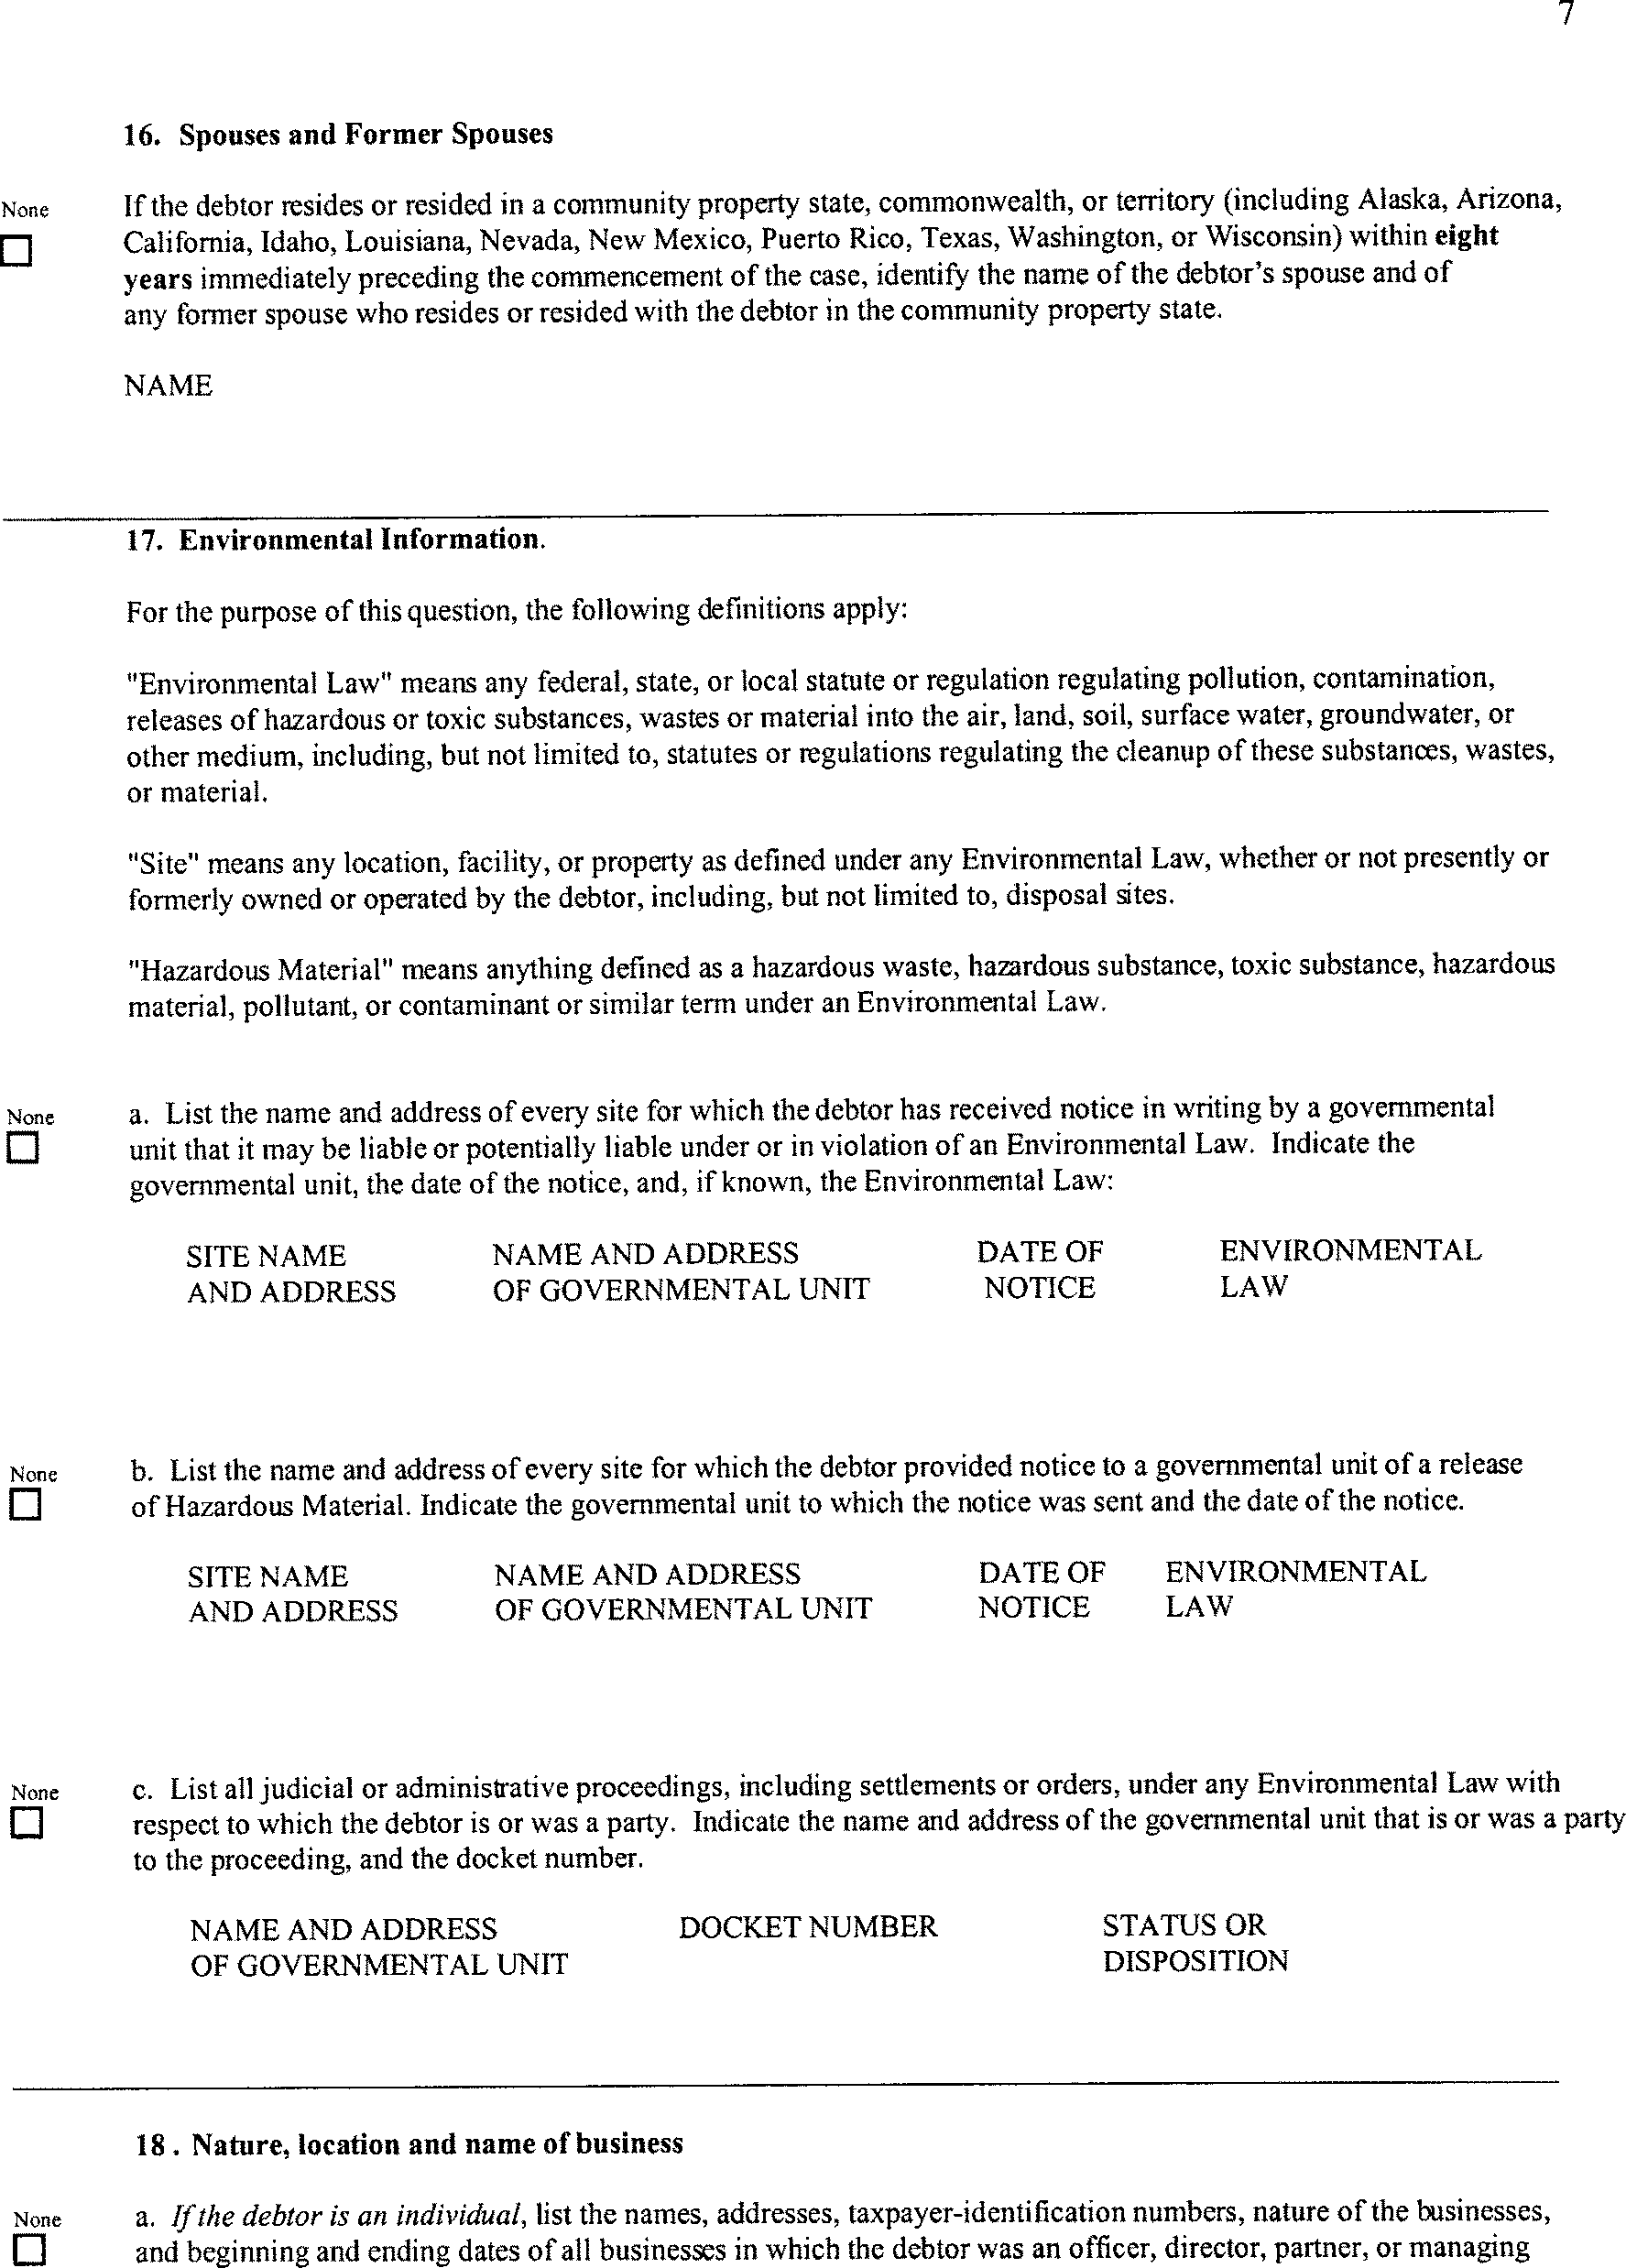 7
16. Spouses and Former Spouses
None
If the debtor resides or resided in a community property state, commonwealth, or territory (including Alaska, Arizona,
California, Idaho, Louisiana, Nevada, New Mexico, Puerto Rico, Texas, Washington, or Wisconsin) within eight
years immediately preceding the commencement of the case, identify the name of the debtor's spouse and of
any former spouse who resides or resided with the debtor in the community property state.
NAME
17. Environmental Information.
For the purpose of this question, the following definitions apply:
"Environmental Law" means any federal, state, or local statute or regulation regulating pollution, contamination,
releases of hazardous or toxic substances, wastes or material into the air, land, soil, surface water, groundwater, or
other medium, including, but not limited to, statutes or regulations regulating the cleanup of these substances, wastes,
or material.
"Site" means any location, facility, or property as defined under any Environmental Law, whether or not presently or
formerly owned or operated by the debtor, including, but not limited to, disposal sites.
"Hazardous Material" means anything defined as a hazardous waste, hazardous substance, toxic substance, hazardous
material, pollutant, or contaminant or similar term under an Environmental Law.
None
a. List the name and address of every site for which the debtor has received notice in writing by a governmental
unit that it may be liable or potentially liable under or in violation of an Environmental Law. Indicate the
governmental unit, the date of the notice, and, if known, the Environmental Law:
SITE NAME NAME AND ADDRESS DATE OF ENVIRONMENTAL
AND ADDRESS OF GOVERNMENTAL UNIT NOTICE LAW
None
b. List the name and address of every site for which the debtor provided notice to a governmental unit of a release
of Hazardous Material. Indicate the governmental unit to which the notice was sent and the date of the notice.
SITE NAME NAME AND ADDRESS DATE OF ENVIRONMENTAL
AND ADDRESS OF GOVERNMENTAL UNIT NOTICE LAW
None
c. List all judicial or administrative proceedings, including settlements or orders, under any Environmental Law with
respect to which the debtor is or was a party. Indicate the name and address of the governmental unit that is or was a party
to the proceeding, and the docket number.
NAME AND ADDRESS DOCKET NUMBER STATUS OR
OF GOVERNMENTAL UNIT DISPOSITION
18 . Nature, location and name of business
None
a. If the debtor is an individual, list the names, addresses, taxpayer-identification numbers, nature of the businesses,
and beginning and ending dates of all businesses in which the debtor was an officer, director, partner, or managing